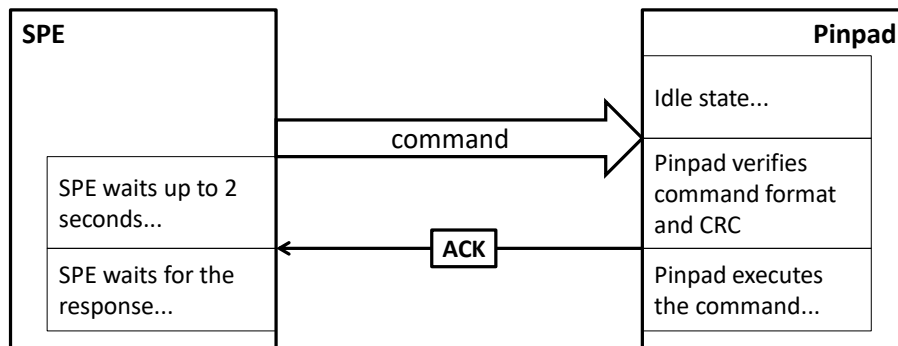 SPE
Pinpad
Idle state...
command
SPE waits up to 2
seconds...
Pinpad verifies
command format
and CRC
ACK
SPE waits for the
response...
Pinpad executes
the command...